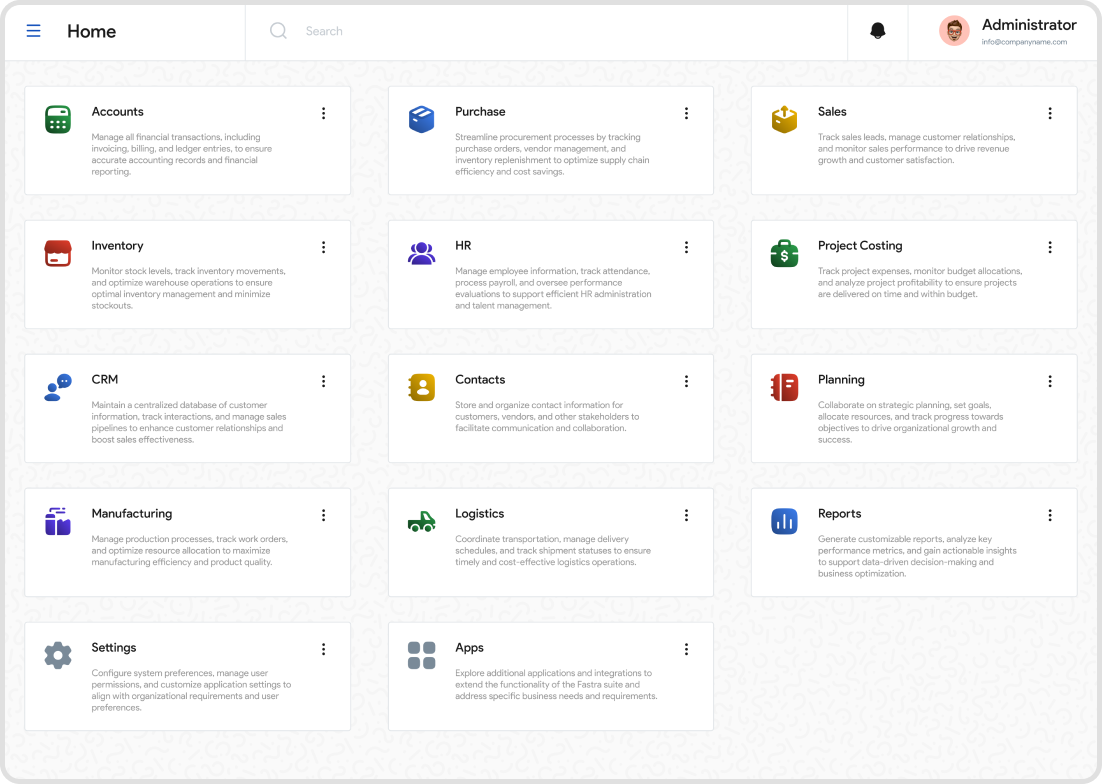 Home
Search
Administrator
info@companyname.com
Accounts
Manage all financial transactions, including
invoicing, billing, and ledger entries, to ensure
accurate accounting records and financial
reporting.
Purchase
Streamline procurement processes by tracking
purchase orders, vendor management, and
inventory replenishment to optimize supply chain
efficiency and cost savings.
Sales
Track sales leads, manage customer relationships,
and monitor sales performance to drive revenue
growth and customer satisfaction.
Inventory
Monitor stock levels, track inventory movements,
and optimize warehouse operations to ensure
optimal inventory management and minimize
stockouts.
HR
Manage employee information, track attendance,
process payroll, and oversee performance
evaluations to support efficient HR administration
and talent management.
Project Costing
Track project expenses, monitor budget allocations,
and analyze project profitability to ensure projects
are delivered on time and within budget.
CRM
Maintain a centralized database of customer
information, track interactions, and manage sales
pipelines to enhance customer relationships and
boost sales effectiveness.
Contacts
Store and organize contact information for
customers, vendors, and other stakeholders to
facilitate communication and collaboration.
Planning
Collaborate on strategic planning, set goals,
allocate resources, and track progress towards
objectives to drive organizational growth and
success.
Manufacturing
Manage production processes, track work orders,
and optimize resource allocation to maximize
manufacturing efficiency and product quality.
Logistics
Coordinate transportation, manage delivery
schedules, and track shipment statuses to ensure
timely and cost-effective logistics operations.
Reports
Generate customizable reports, analyze key
performance metrics, and gain actionable insights
to support data-driven decision-making and
business optimization.
Settings
Configure system preferences, manage user
permissions, and customize application settings to
align with organizational requirements and user
preferences.
Apps
Explore additional applications and integrations to
extend the functionality of the Fastra suite and
address specific business needs and requirements.